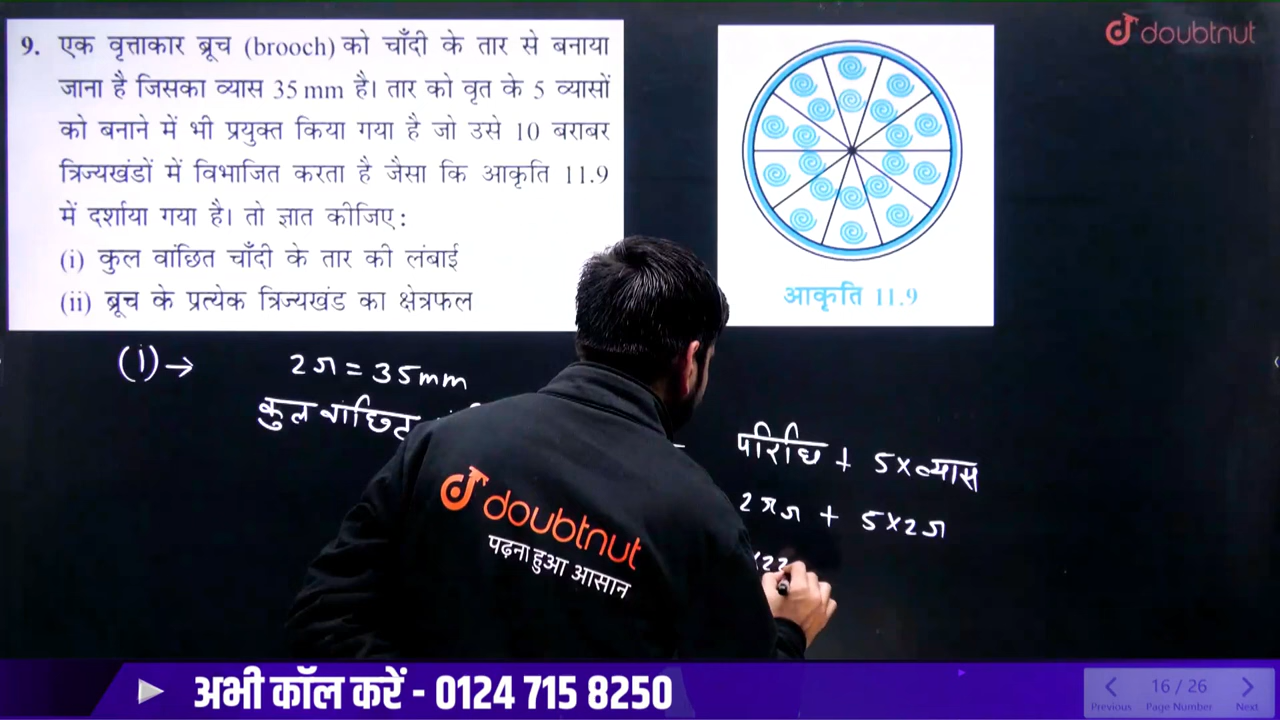 9. एक वृत्ताकार ब्रूच (brooch) को चाँदी के तार से बनाया
जाना है जिसका व्यास 35 mm है। तार को वृत के 5 व्यासों
को बनाने में भी प्रयुक्त किया गया है जो उसे 10 बराबर
त्रिज्यखंडों में विभाजित करता है जैसा कि आकृति 11.9
में दर्शाया गया है। तो ज्ञात कीजिए:
(i) कुल वांछित चाँदी के तार की लंबाई
(ii) ब्रूच के प्रत्येक त्रिज्यखंड का क्षेत्रफल
आकृति 11.9
doubtnut
(i) → 2r = 35mm
कुल वांछित
परिधि + 5×व्यास
2πr + 5×2r
×22
doubtnut
पढ़ना हुआ आसान
अभी कॉल करें - 0124 715 8250
16 / 26
Previous Page Number Next